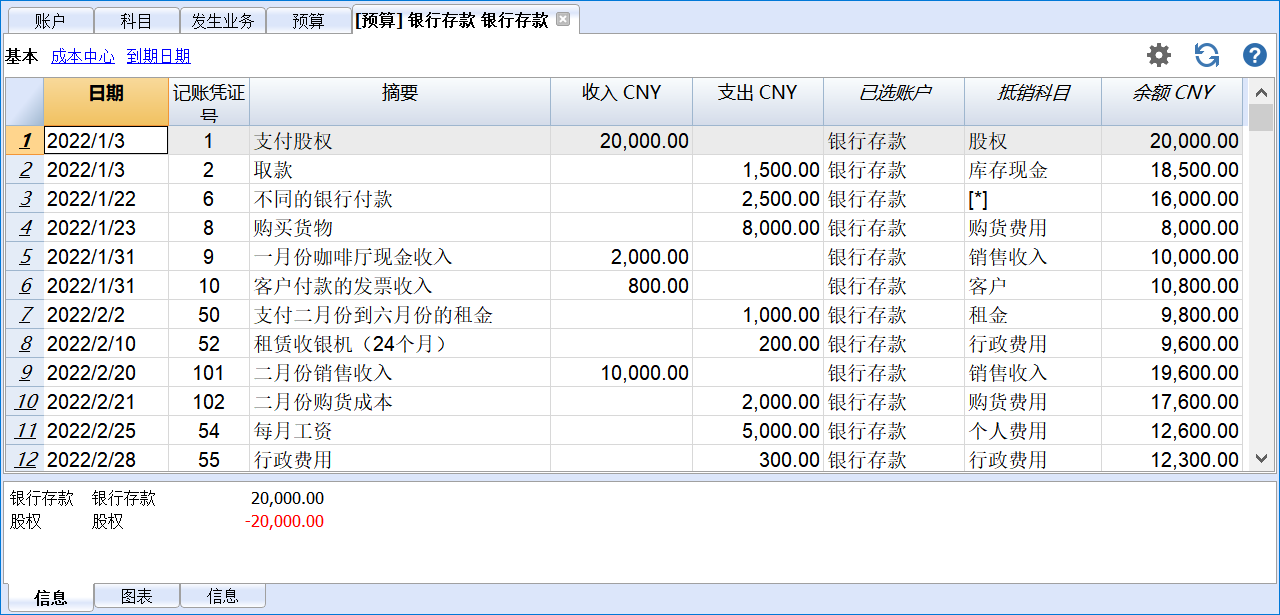 账户 科目 发生业务 预算 [预算] 银行存款 银行存款
基本 成本中心 到期日期
日期 记账凭证号 摘要 收入 CNY 支出 CNY 已选账户 抵销科目 余额 CNY
1 2022/1/3 1 支付股权 20,000.00 银行存款 股权 20,000.00
2 2022/1/3 2 取款 1,500.00 银行存款 库存现金 18,500.00
3 2022/1/22 6 不同的银行付款 2,500.00 银行存款 [*] 16,000.00
4 2022/1/23 8 购买货物 8,000.00 银行存款 购货费用 8,000.00
5 2022/1/31 9 一月份咖啡厅现金收入 2,000.00 银行存款 销售收入 10,000.00
6 2022/1/31 10 客户付款的发票收入 800.00 银行存款 客户 10,800.00
7 2022/2/2 50 支付二月份到六月份的租金 1,000.00 银行存款 租金 9,800.00
8 2022/2/10 52 租赁收银机（24个月） 200.00 银行存款 行政费用 9,600.00
9 2022/2/20 101 二月份销售收入 10,000.00 银行存款 销售收入 19,600.00
10 2022/2/21 102 二月份购货成本 2,000.00 银行存款 购货费用 17,600.00
11 2022/2/25 54 每月工资 5,000.00 银行存款 个人费用 12,600.00
12 2022/2/28 55 行政费用 300.00 银行存款 行政费用 12,300.00
银行存款 银行存款 20,000.00
股权 股权 -20,000.00
信息 图表 信息